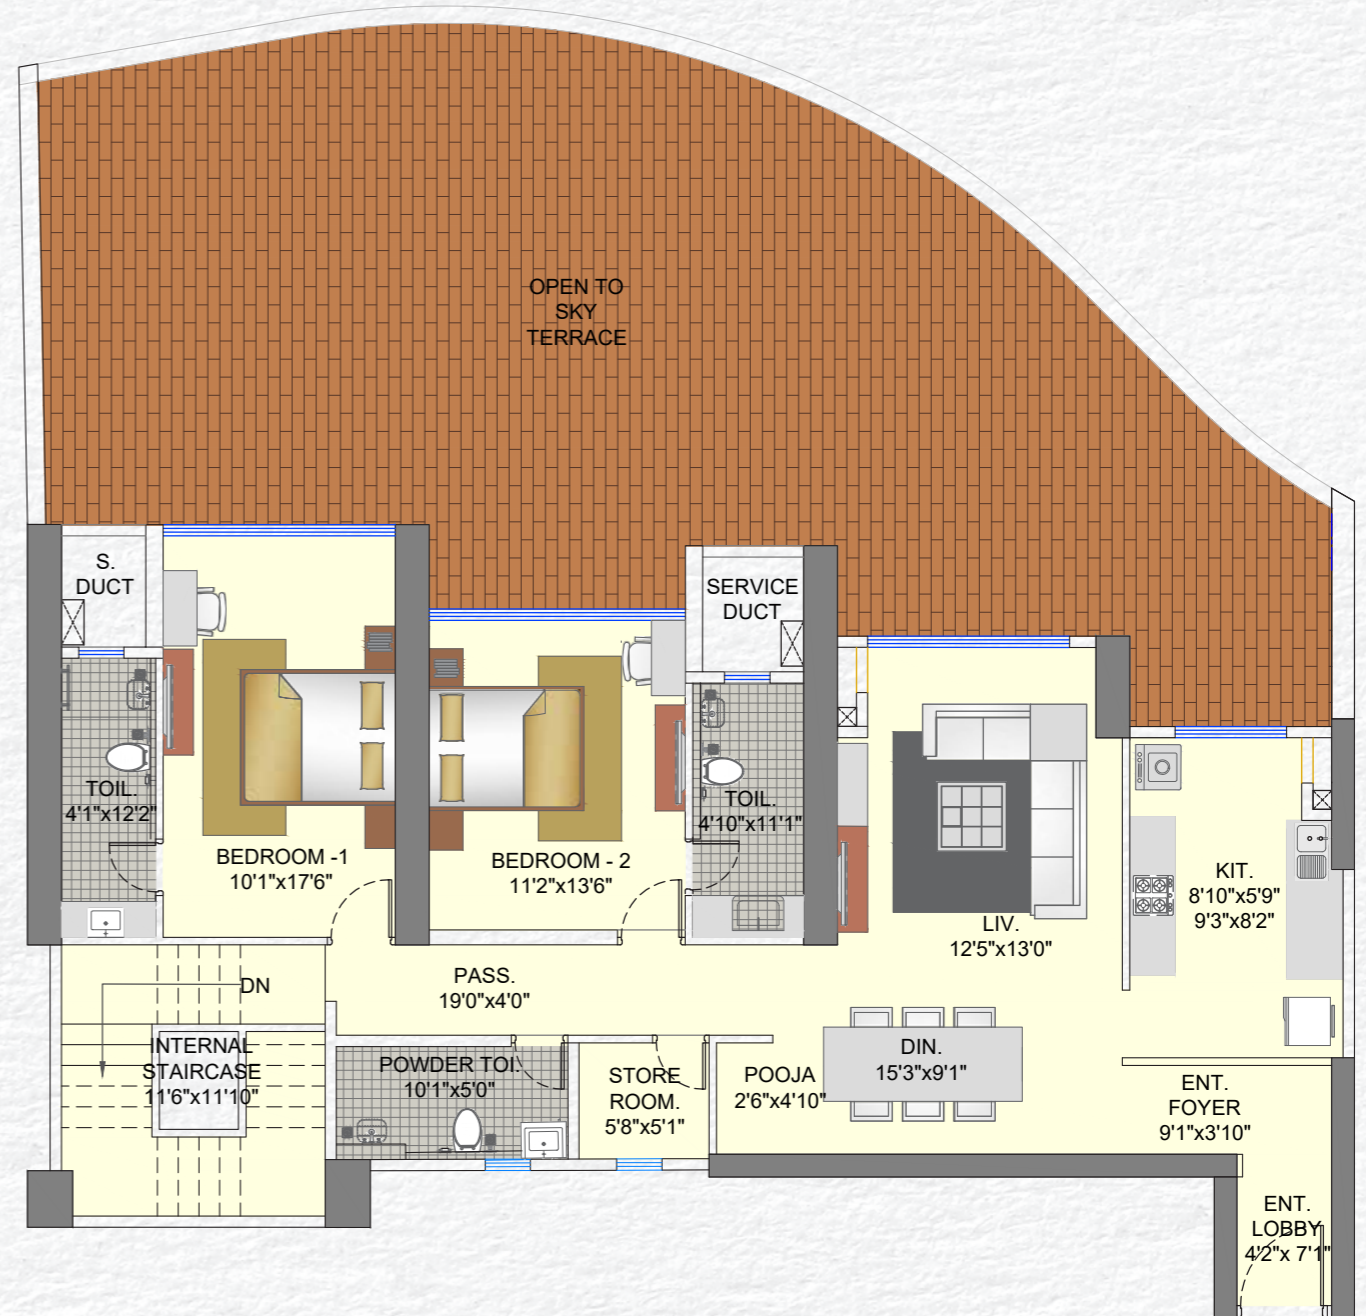 OPEN TO
SKY
TERRACE
S.
DUCT
SERVICE
DUCT
TOIL.
4'1"x12'2"
TOIL.
4'10"x11'1"
BEDROOM -1
10'1"x17'6"
BEDROOM - 2
11'2"x13'6"
KIT.
8'10"x5'9"
9'3"x8'2"
LIV.
12'5"x13'0"
PASS.
19'0"x4'0"
DN
INTERNAL
STAIRCASE
11'6"x11'10"
POWDER TOI.
10'1"x5'0"
STORE
ROOM.
5'8"x5'1"
POOJA
2'6"x4'10"
DIN.
15'3"x9'1"
ENT.
FOYER
9'1"x3'10"
ENT.
LOBBY
4'2"x 7'1"